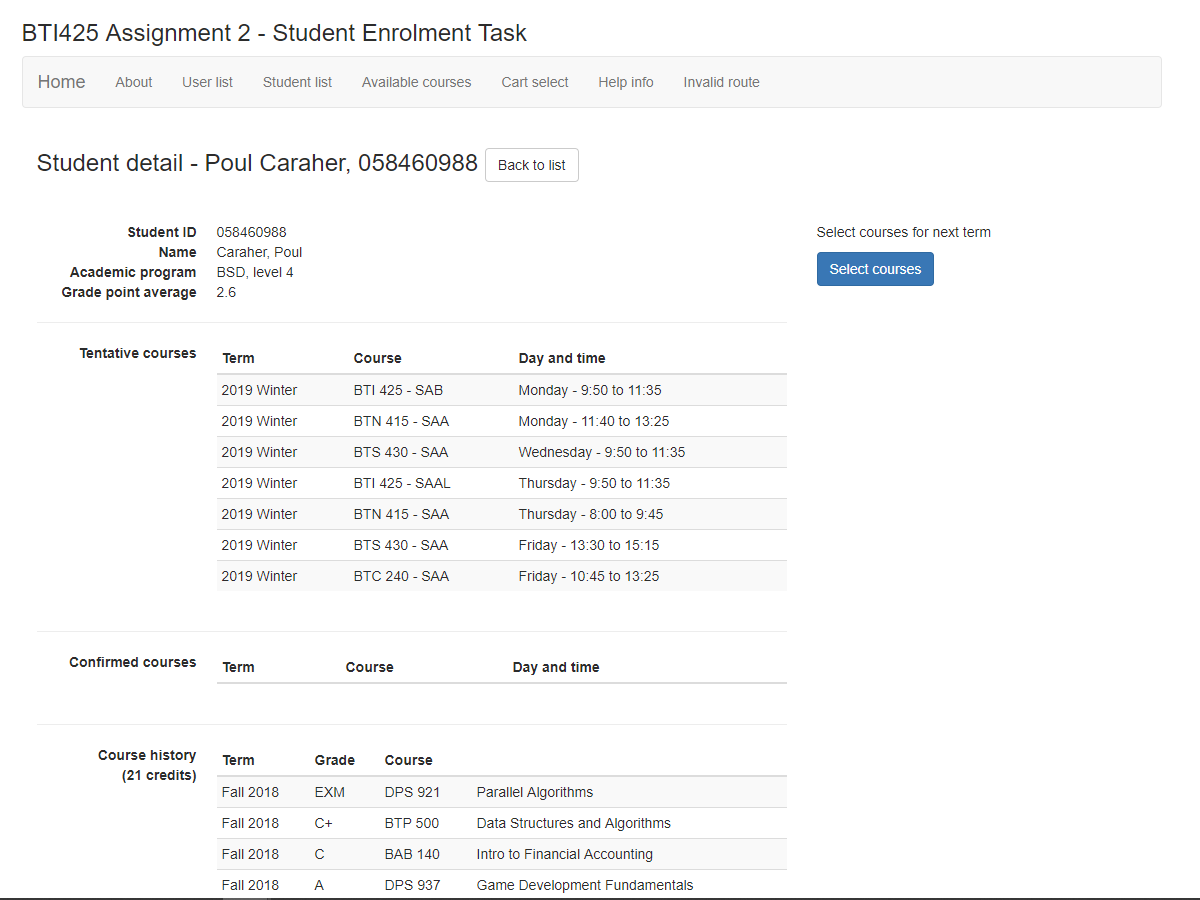 BTI425 Assignment 2 - Student Enrolment Task
Home About User list Student list Available courses Cart select Help info Invalid route
Student detail - Poul Caraher, 058460988 Back to list
Student ID 058460988
Name Caraher, Poul
Academic program BSD, level 4
Grade point average 2.6
Select courses for next term
Select courses
Tentative courses
Term Course Day and time
2019 Winter BTI 425 - SAB Monday - 9:50 to 11:35
2019 Winter BTN 415 - SAA Monday - 11:40 to 13:25
2019 Winter BTS 430 - SAA Wednesday - 9:50 to 11:35
2019 Winter BTI 425 - SAAL Thursday - 9:50 to 11:35
2019 Winter BTN 415 - SAA Thursday - 8:00 to 9:45
2019 Winter BTS 430 - SAA Friday - 13:30 to 15:15
2019 Winter BTC 240 - SAA Friday - 10:45 to 13:25
Confirmed courses
Term Course Day and time
Course history
(21 credits)
Term Grade Course
Fall 2018 EXM DPS 921 Parallel Algorithms
Fall 2018 C+ BTP 500 Data Structures and Algorithms
Fall 2018 C BAB 140 Intro to Financial Accounting
Fall 2018 A DPS 937 Game Development Fundamentals